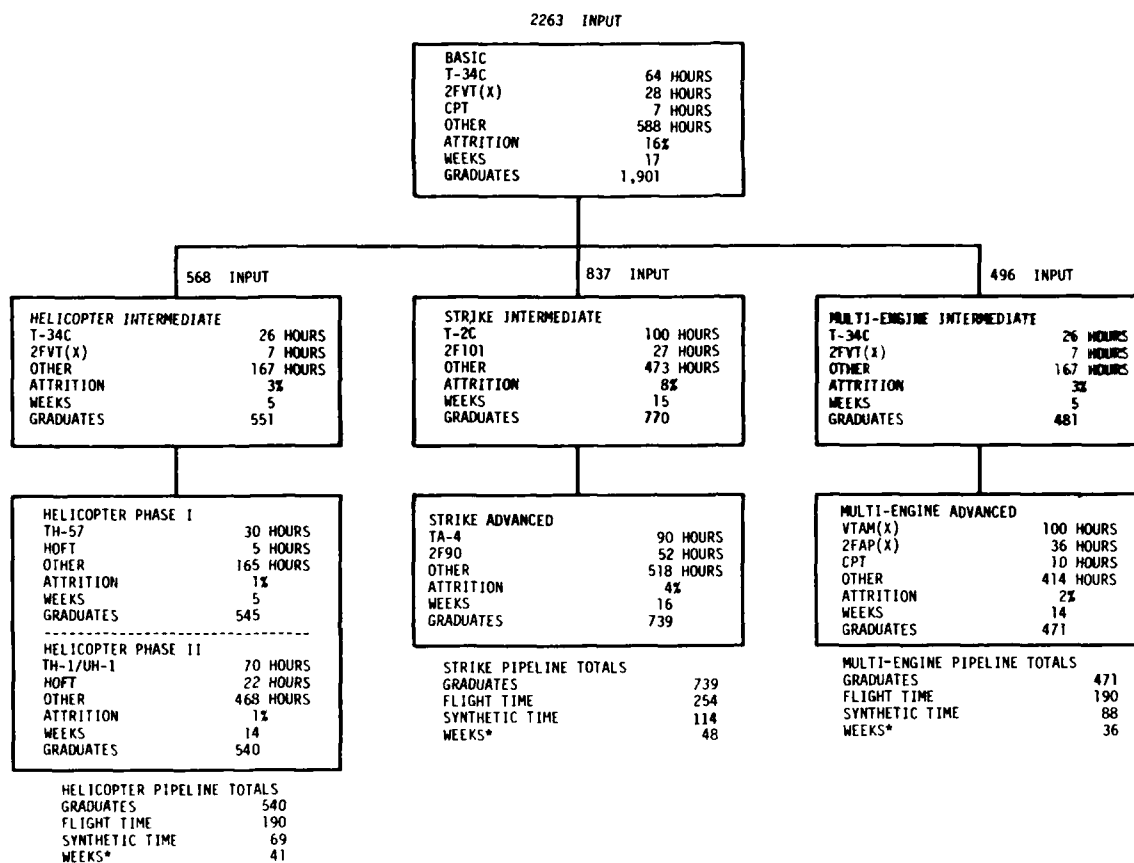 2263 INPUT
BASIC
T-34C 64 HOURS
2FVT(X) 28 HOURS
CPT 7 HOURS
OTHER 588 HOURS
ATTRITION 16%
WEEKS 17
GRADUATES 1,901
568 INPUT
HELICOPTER INTERMEDIATE
T-34C 26 HOURS
2FVT(X) 7 HOURS
OTHER 167 HOURS
ATTRITION 3%
WEEKS 5
GRADUATES 551
HELICOPTER PHASE I
TH-57 30 HOURS
HOFT 5 HOURS
OTHER 165 HOURS
ATTRITION 1%
WEEKS 5
GRADUATES 545
HELICOPTER PHASE II
TH-1/UH-1 70 HOURS
HOFT 22 HOURS
OTHER 468 HOURS
ATTRITION 1%
WEEKS 14
GRADUATES 540
HELICOPTER PIPELINE TOTALS
GRADUATES 540
FLIGHT TIME 190
SYNTHETIC TIME 69
WEEKS* 41
837 INPUT
STRIKE INTERMEDIATE
T-2C 100 HOURS
2F101 27 HOURS
OTHER 473 HOURS
ATTRITION 8%
WEEKS 15
GRADUATES 770
STRIKE ADVANCED
TA-4 90 HOURS
2F90 52 HOURS
OTHER 518 HOURS
ATTRITION 4%
WEEKS 16
GRADUATES 739
STRIKE PIPELINE TOTALS
GRADUATES 739
FLIGHT TIME 254
SYNTHETIC TIME 114
WEEKS* 48
496 INPUT
MULTI-ENGINE INTERMEDIATE
T-34C 26 HOURS
2FVT(X) 7 HOURS
OTHER 167 HOURS
ATTRITION 3%
WEEKS 5
GRADUATES 481
MULTI-ENGINE ADVANCED
VTAM(X) 100 HOURS
2FAP(X) 36 HOURS
CPT 10 HOURS
OTHER 414 HOURS
ATTRITION 2%
WEEKS 14
GRADUATES 471
MULTI-ENGINE PIPELINE TOTALS
GRADUATES 471
FLIGHT TIME 190
SYNTHETIC TIME 88
WEEKS* 36